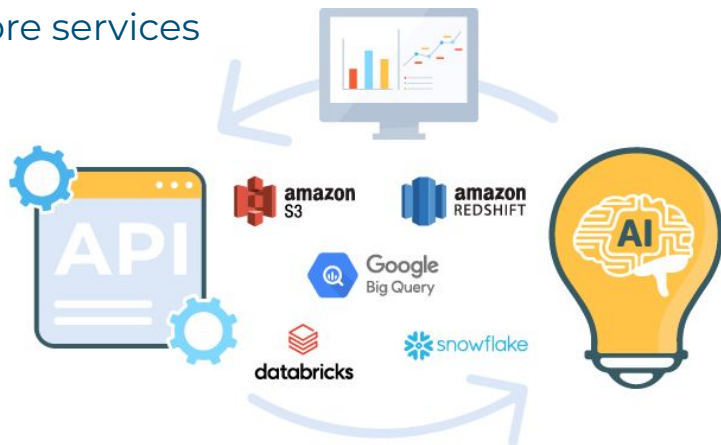 ore services
API
amazon
S3
amazon
REDSHIFT
AI
Google
Big Query
databricks
snowflake